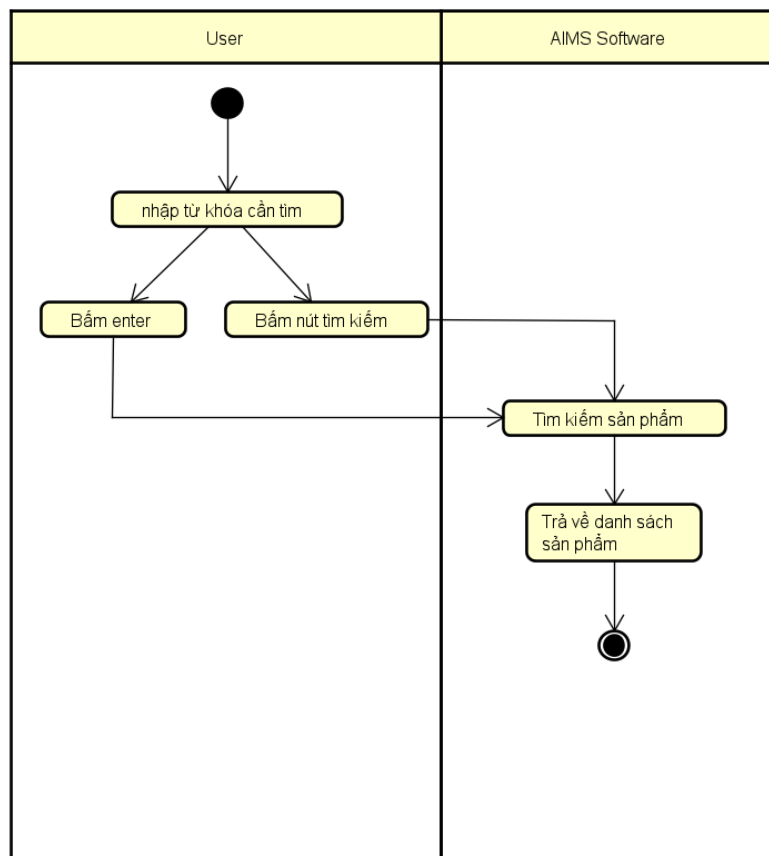 User
AIMS Software
nhập từ khóa cần tìm
Bấm enter
Bấm nút tìm kiếm
Tìm kiếm sản phẩm
Trả về danh sách
sản phẩm